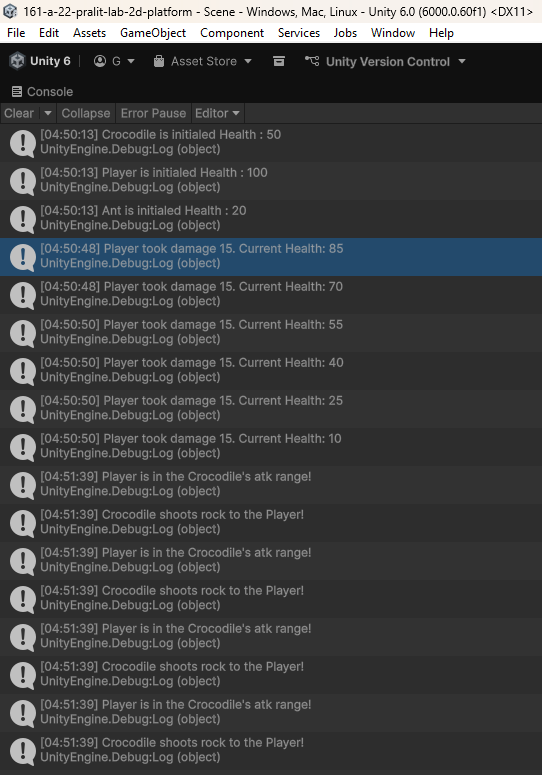 161-a-22-pralit-lab-2d-platform - Scene - Windows, Mac, Linux - Unity 6.0 (6000.0.60f1) <DX11>
File Edit Assets GameObject Component Services Jobs Window Help
Unity 6 G Asset Store Unity Version Control
Console
Clear Collapse Error Pause Editor
[04:50:13] Crocodile is initialed Health : 50
UnityEngine.Debug:Log (object)
[04:50:13] Player is initialed Health : 100
UnityEngine.Debug:Log (object)
[04:50:13] Ant is initialed Health : 20
UnityEngine.Debug:Log (object)
[04:50:48] Player took damage 15. Current Health: 85
UnityEngine.Debug:Log (object)
[04:50:48] Player took damage 15. Current Health: 70
UnityEngine.Debug:Log (object)
[04:50:50] Player took damage 15. Current Health: 55
UnityEngine.Debug:Log (object)
[04:50:50] Player took damage 15. Current Health: 40
UnityEngine.Debug:Log (object)
[04:50:50] Player took damage 15. Current Health: 25
UnityEngine.Debug:Log (object)
[04:50:50] Player took damage 15. Current Health: 10
UnityEngine.Debug:Log (object)
[04:51:39] Player is in the Crocodile's atk range!
UnityEngine.Debug:Log (object)
[04:51:39] Crocodile shoots rock to the Player!
UnityEngine.Debug:Log (object)
[04:51:39] Player is in the Crocodile's atk range!
UnityEngine.Debug:Log (object)
[04:51:39] Crocodile shoots rock to the Player!
UnityEngine.Debug:Log (object)
[04:51:39] Player is in the Crocodile's atk range!
UnityEngine.Debug:Log (object)
[04:51:39] Crocodile shoots rock to the Player!
UnityEngine.Debug:Log (object)
[04:51:39] Player is in the Crocodile's atk range!
UnityEngine.Debug:Log (object)
[04:51:39] Crocodile shoots rock to the Player!
UnityEngine.Debug:Log (object)